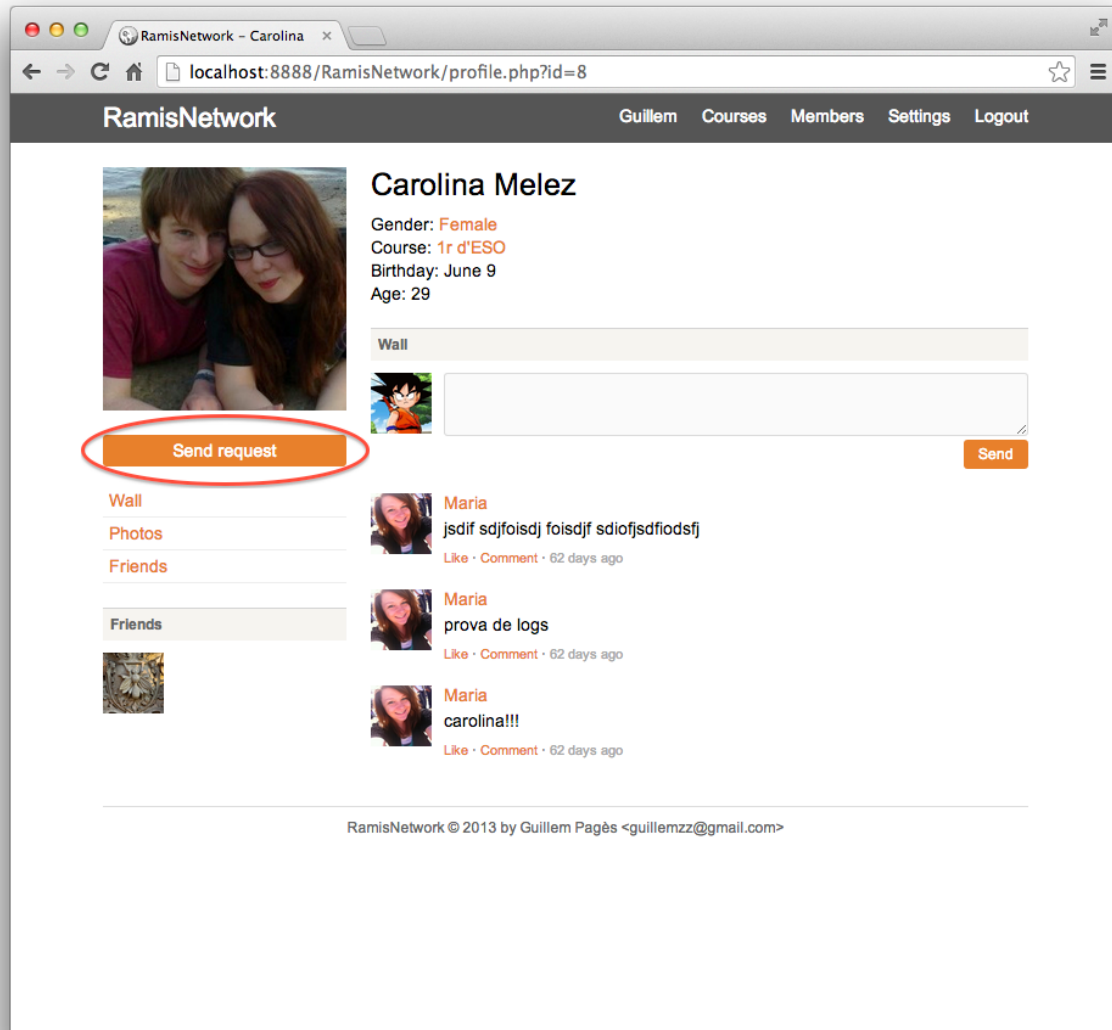 RamisNetwork – Carolina ×
localhost:8888/RamisNetwork/profile.php?id=8
RamisNetwork Guillem Courses Members Settings Logout
Carolina Melez
Gender: Female
Course: 1r d'ESO
Birthday: June 9
Age: 29
Send request
Wall
Photos
Friends
Friends
Wall
Send
Maria
jsdif sdjfoisdj foisdjf sdiofjsdfiodsfj
Like · Comment · 62 days ago
Maria
prova de logs
Like · Comment · 62 days ago
Maria
carolina!!!
Like · Comment · 62 days ago
RamisNetwork © 2013 by Guillem Pagès <guillemzz@gmail.com>